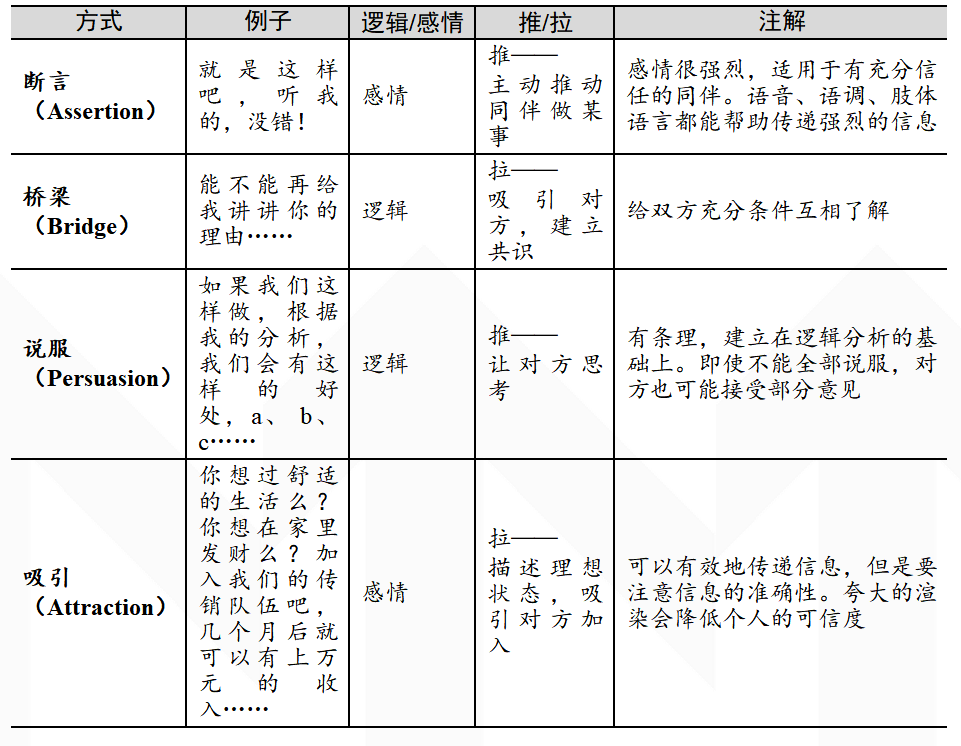 方式 例子 逻辑/感情 推/拉 注解
断言
（Assertion）
就是这样
吧，听我
的，没错！
感情
推——
主动推动
同伴做某
事
感情很强烈，适用于有充分信
任的同伴。语音、语调、肢体
语言都能帮助传递强烈的信息
桥梁
（Bridge）
能不能再给
我讲讲你的
理由……
逻辑
拉——
吸引对
方，建立
共识
给双方充分条件互相了解
说服
（Persuasion）
如果我们这
样做，根据
我的分析，
我们会有这
样的好
处，a、b、
c……
逻辑
推——
让对方思
考
有条理，建立在逻辑分析的基
础上。即使不能全部说服，对
方也可能接受部分意见
吸引
（Attraction）
你想过舒适
的生活么？
你想在家里
发财么？加
入我们的传
销队伍吧，
几个月后就
可以有上万
元的收
入……
感情
拉——
描述理想
状态，吸
引对方加
入
可以有效地传递信息，但是要
注意信息的准确性。夸大的渲
染会降低个人的可信度